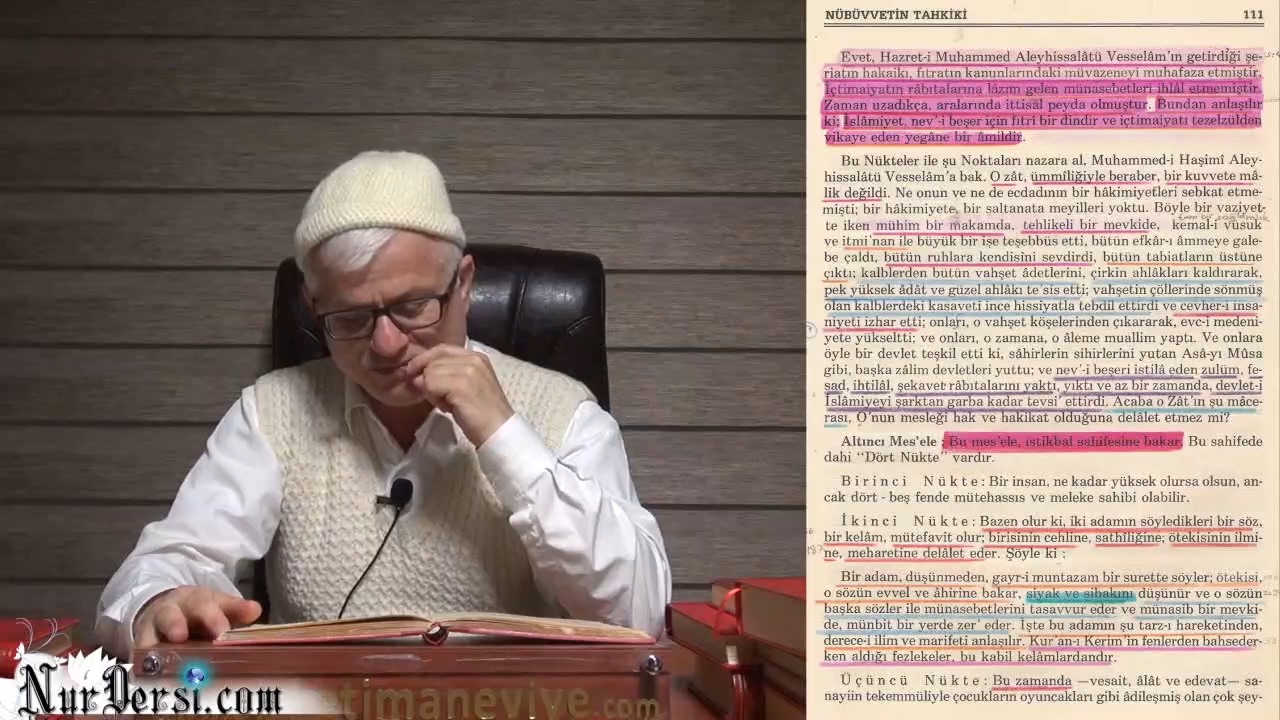 NÜBÜVVETİN TAHKİKİ 111
Evet, Hazret-i Muhammed Aleyhissalâtü Vesselâm'ın getirdiği şe-
riatın hakaikı, fıtratın kanunlarındaki müvazeneyi muhafaza etmiştir.
İçtimaiyatın râbıtalarına lâzım gelen münasebetleri ihlâl etmemiştir.
Zaman uzadıkça, aralarında ittisâl peyda olmuştur. Bundan anlaşılır
ki; İslâmiyet, nev'-i beşer için fıtrî bir dindir ve içtimaiyatı tezelzülden
vikaye eden yegâne bir âmildir.
Bu Nükteler ile şu Noktaları nazara al, Muhammed-i Haşimî Aley-
hissalâtü Vesselâm'a bak. O zât, ümmîliğiyle beraber, bir kuvvete mâ-
lik değildi. Ne onun ve ne de ecdadının bir hâkimiyetleri sebkat etme-
mişti; bir hâkimiyete, bir saltanata meyilleri yoktu. Böyle bir vaziyet-
te iken mühim bir makamda, tehlikeli bir mevkide, kemal-i vüsuk
ve itmi'nan ile büyük bir işe teşebbüs etti, bütün efkâr-ı âmmeye gale-
be çaldı, bütün ruhlara kendisini sevdirdi, bütün tabiatların üstüne
çıktı; kalblerden bütün vahşet âdetlerini, çirkin ahlâkları kaldırarak,
pek yüksek âdât ve güzel ahlâkı te'sis etti; vahşetin çöllerinde sönmüş
olan kalblerdeki kasaveti ince hissiyatla tebdil ettirdi ve cevher-i insa-
niyeti izhar etti; onları, o vahşet köşelerinden çıkararak, evc-i medeni-
yete yükseltti; ve onları, o zamana, o âleme muallim yaptı. Ve onlara
öyle bir devlet teşkil etti ki, sâhirlerin sihirlerini yutan Asâ-yı Mûsa
gibi, başka zâlim devletleri yuttu; ve nev'-i beşeri istilâ eden zulüm, fe-
sad, ihtilâl, şekavet râbıtalarını yaktı, yıktı ve az bir zamanda, devlet-i
İslâmiyeyi şarktan garba kadar tevsi' ettirdi. Acaba o Zât'ın şu mâce-
rası, O'nun mesleği hak ve hakikat olduğuna delâlet etmez mi?
Altıncı Mes'ele : Bu mes'ele, istikbal sahifesine bakar. Bu sahifede
dahi "Dört Nükte" vardır.
Birinci Nükte: Bir insan, ne kadar yüksek olursa olsun, an-
cak dört - beş fende mütehassıs ve meleke sahibi olabilir.
İkinci Nükte: Bazen olur ki, iki adamın söyledikleri bir söz,
bir kelâm, mütefavit olur; birisinin cehline, sathîliğine; ötekisinin ilmi-
ne, meharetine delâlet eder. Şöyle ki ;
Bir adam, düşünmeden, gayr-i muntazam bir surette söyler; ötekisi,
o sözün evvel ve âhirine bakar, siyak ve sibakını düşünür ve o sözün
başka sözler ile münasebetlerini tasavvur eder ve münasib bir mevki-
de, münbit bir yerde zer' eder. İşte bu adamın şu tarz-ı hareketinden,
derece-i ilim ve marifeti anlaşılır. Kur'an-ı Kerim'in fenlerden bahseder-
ken aldığı fezlekeler, bu kabil kelâmlardandır.
Üçüncü Nükte: Bu zamanda —vesait, âlât ve edevat— sa-
nayiin tekemmülüyle çocukların oyuncakları gibi âdileşmiş olan çok şey-
NurDersi.com
timanevive.com